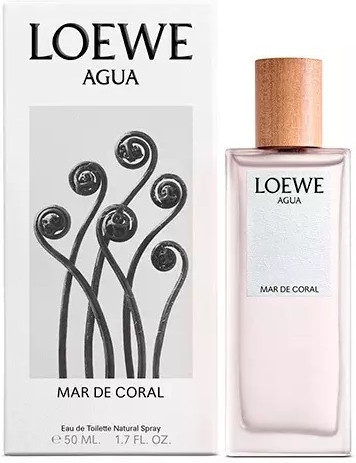 LOEWE
AGUA
MAR DE CORAL
Eau de Toilette Natural Spray
℮ 50 ML. 1.7 FL. OZ.
LOEWE
AGUA
MAR DE CORAL